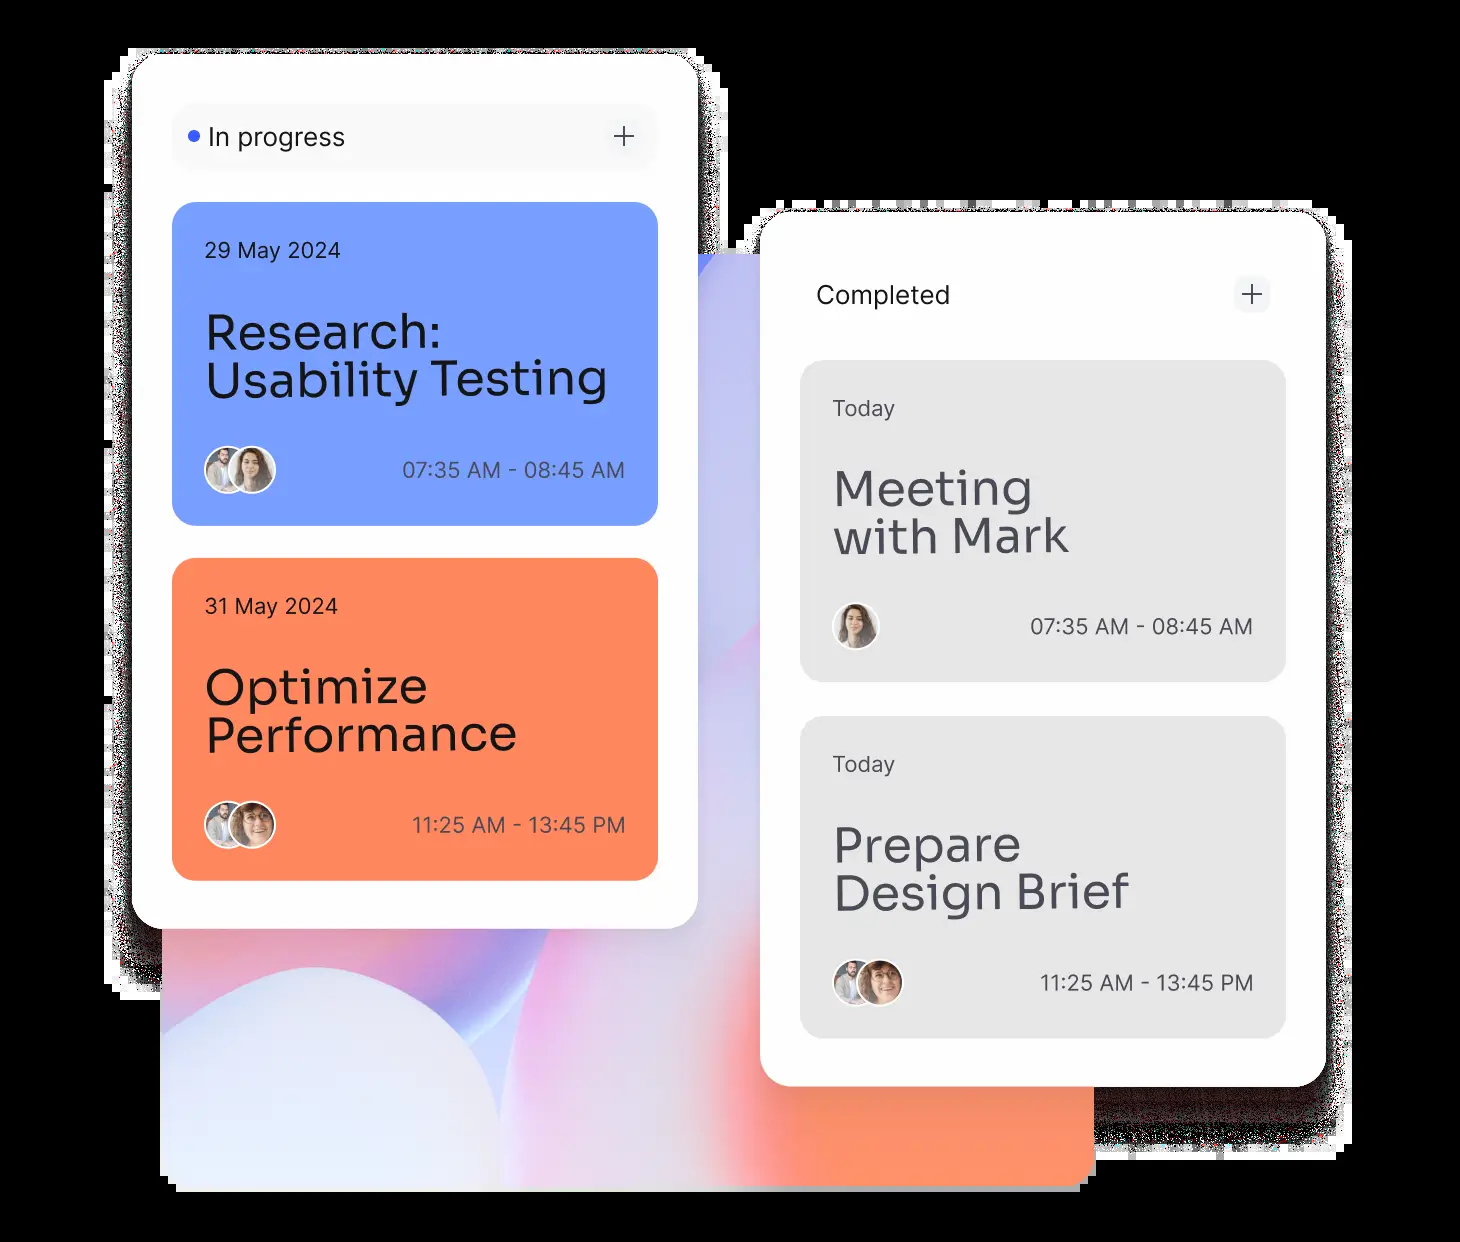 In progress
29 May 2024
Research:
Usability Testing
07:35 AM - 08:45 AM
31 May 2024
Optimize
Performance
11:25 AM - 13:45 PM
Completed
Today
Meeting
with Mark
07:35 AM - 08:45 AM
Today
Prepare
Design Brief
11:25 AM - 13:45 PM